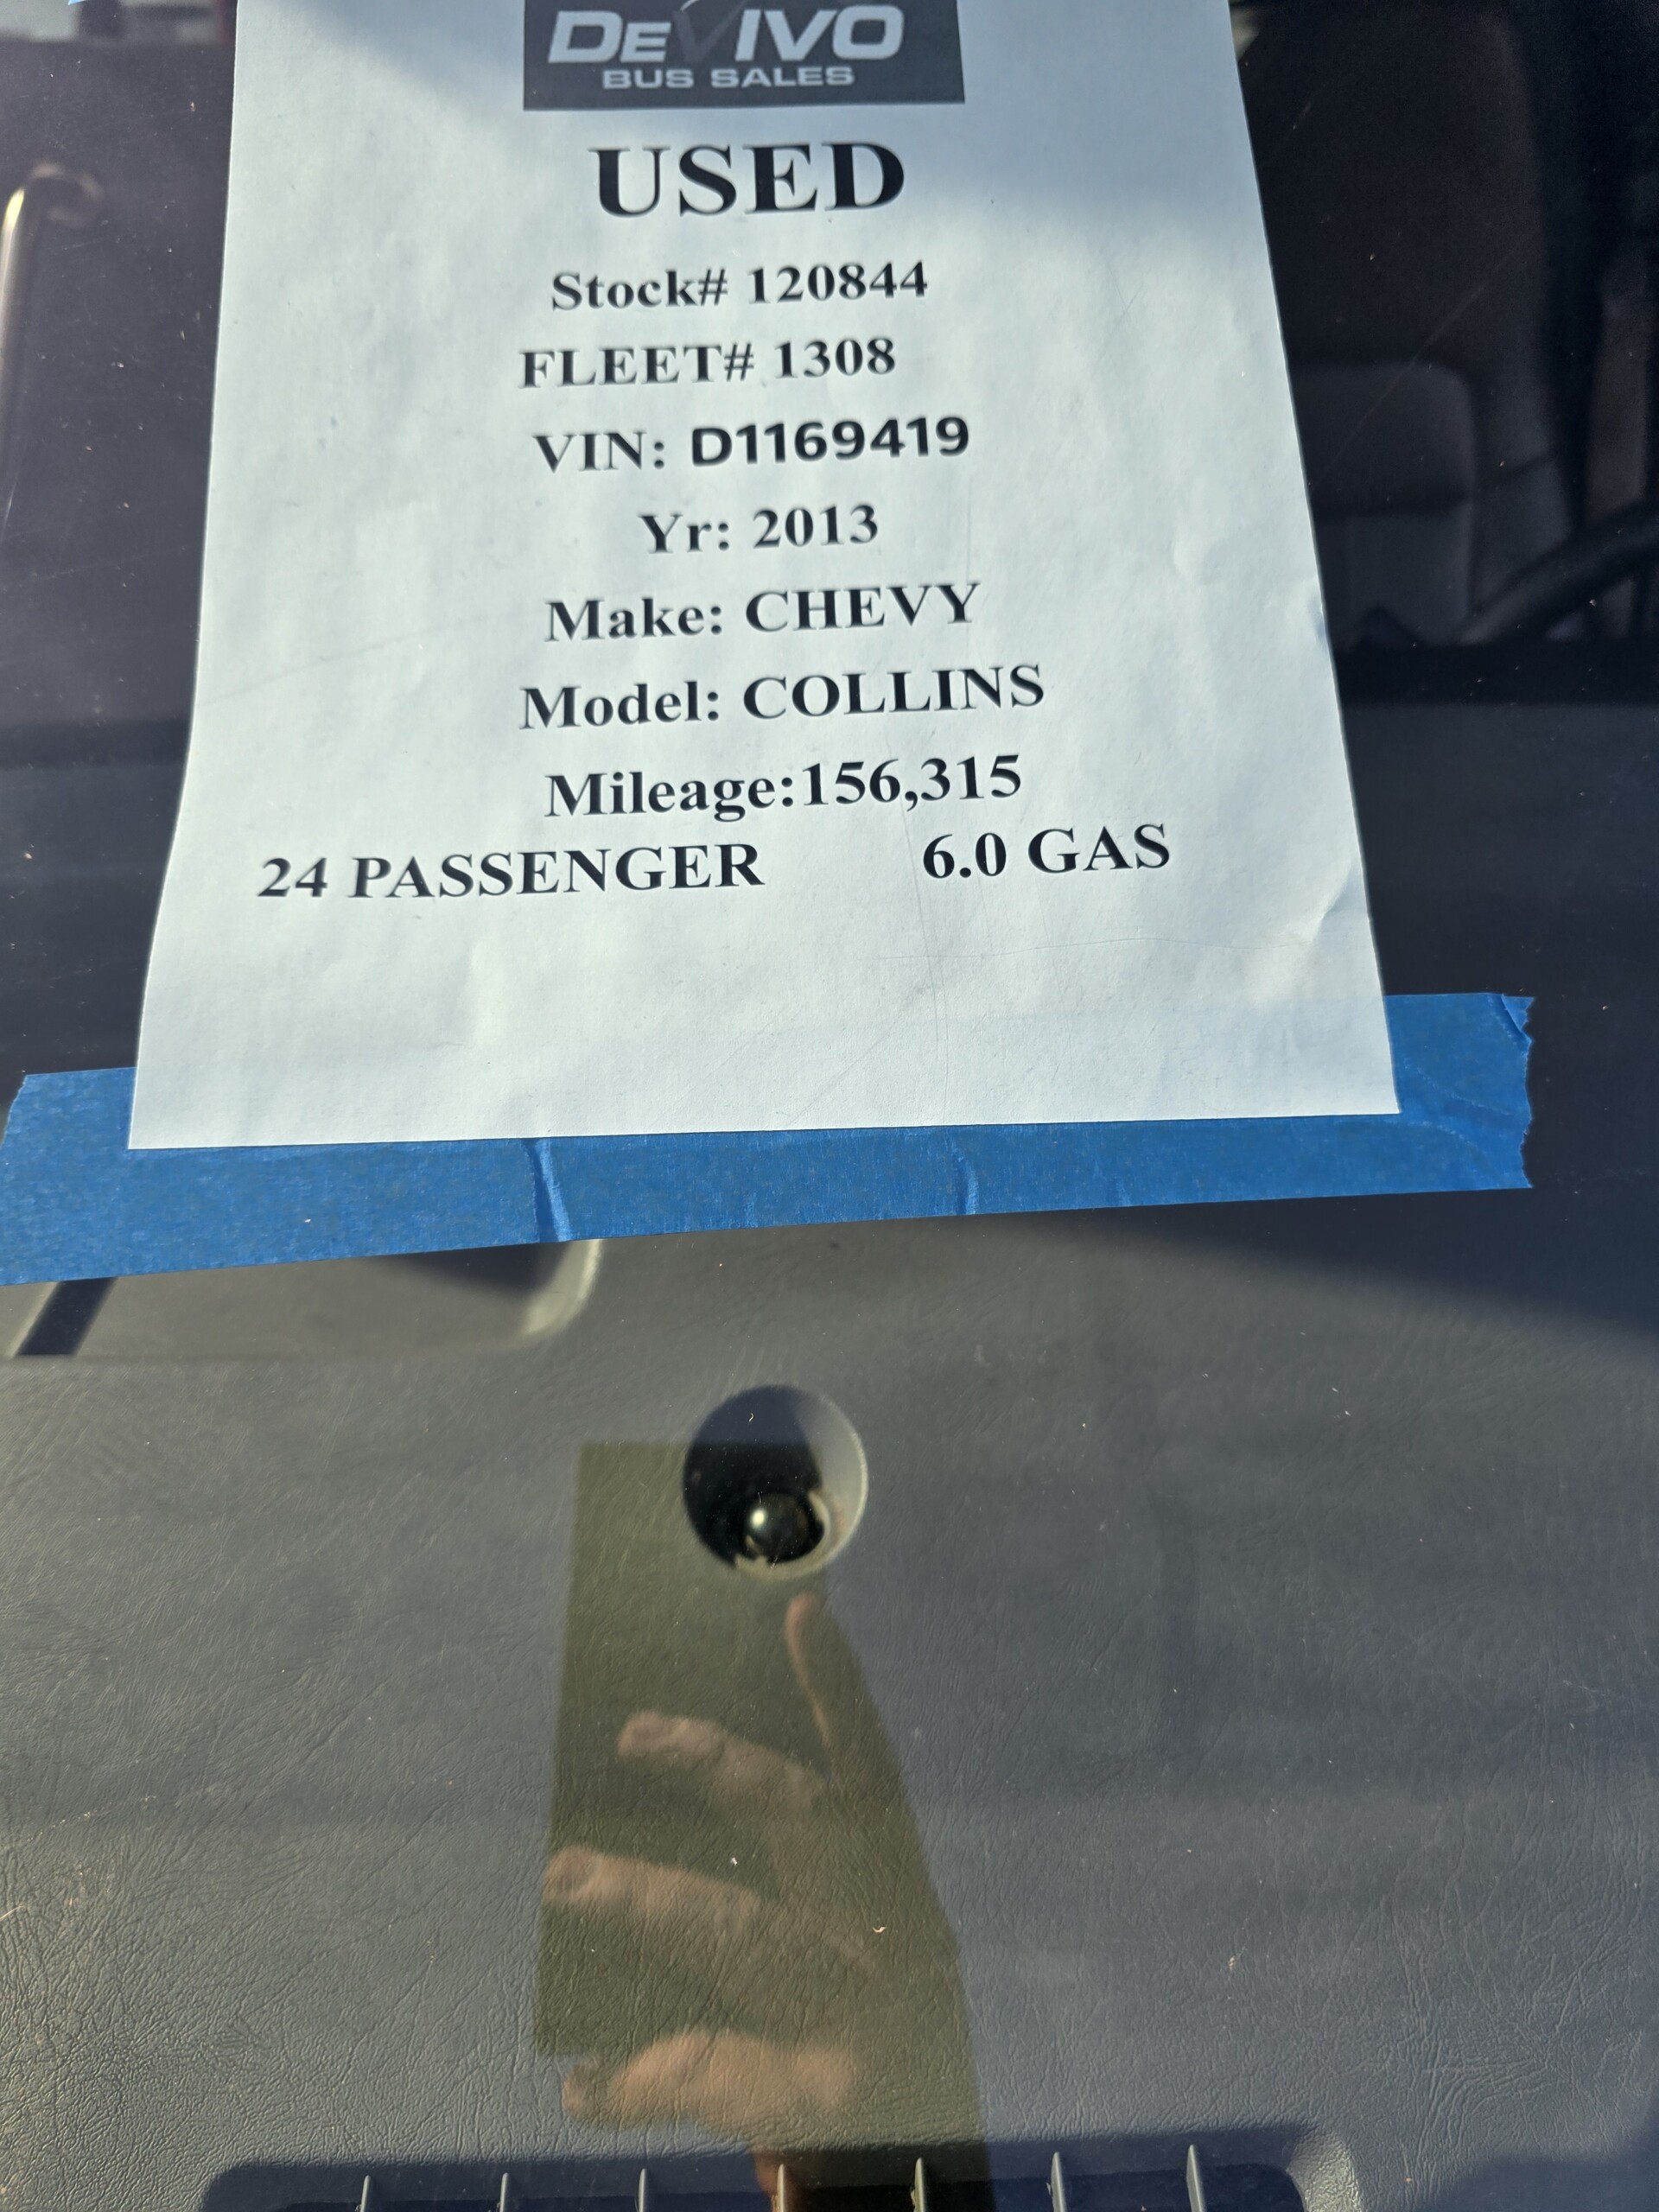 DEVIVO
BUS SALES
USED
Stock# 120844
FLEET# 1308
VIN: D1169419
Yr: 2013
Make: CHEVY
Model: COLLINS
Mileage:156,315
24 PASSENGER 6.0 GAS